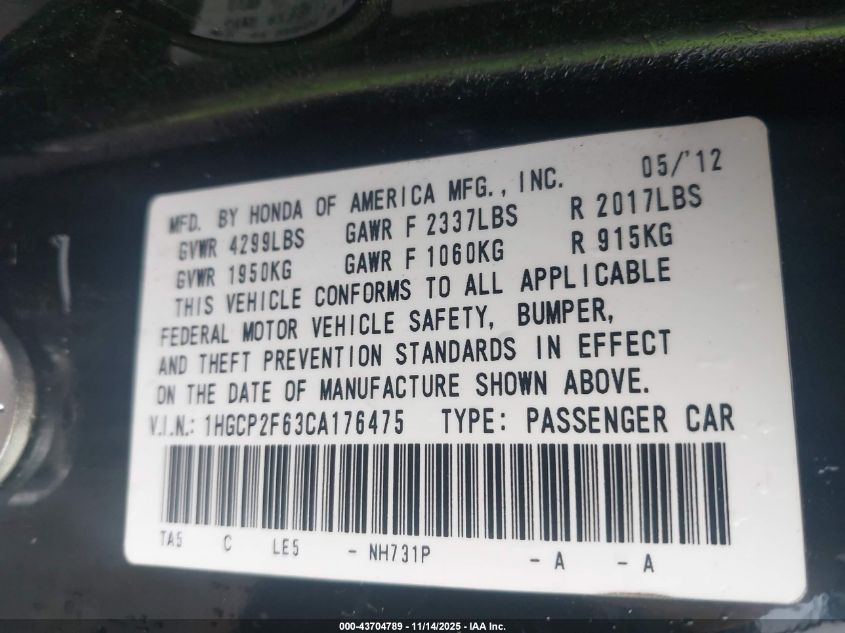 MFD. BY HONDA OF AMERICA MFG., INC. 05/'12
GVWR 4299LBS GAWR F 2337LBS R 2017LBS
GVWR 1950KG GAWR F 1060KG R 915KG
THIS VEHICLE CONFORMS TO ALL APPLICABLE
FEDERAL MOTOR VEHICLE SAFETY, BUMPER,
AND THEFT PREVENTION STANDARDS IN EFFECT
ON THE DATE OF MANUFACTURE SHOWN ABOVE.
V.I.N.: 1HGCP2F63CA176475 TYPE: PASSENGER CAR
TA5 C LE5 - NH731P - A - A
000-43704789 - 11/14/2025 - IAA Inc.